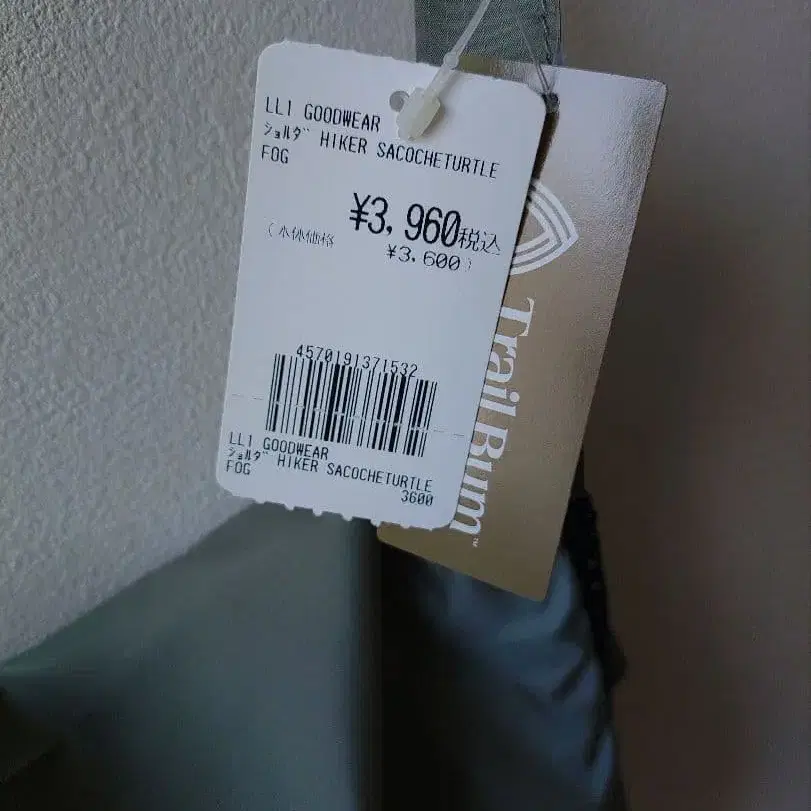 LL1 GOODWEAR
ｼｮﾙﾀﾞ HIKER SACOCHETURTLE
FOG
¥3,960税込
(本体価格 ¥3,600)
4570191371532
LL1 GOODWEAR
ｼｮﾙﾀﾞ HIKER SACOCHETURTLE
FOG
3600
Trail Bum™